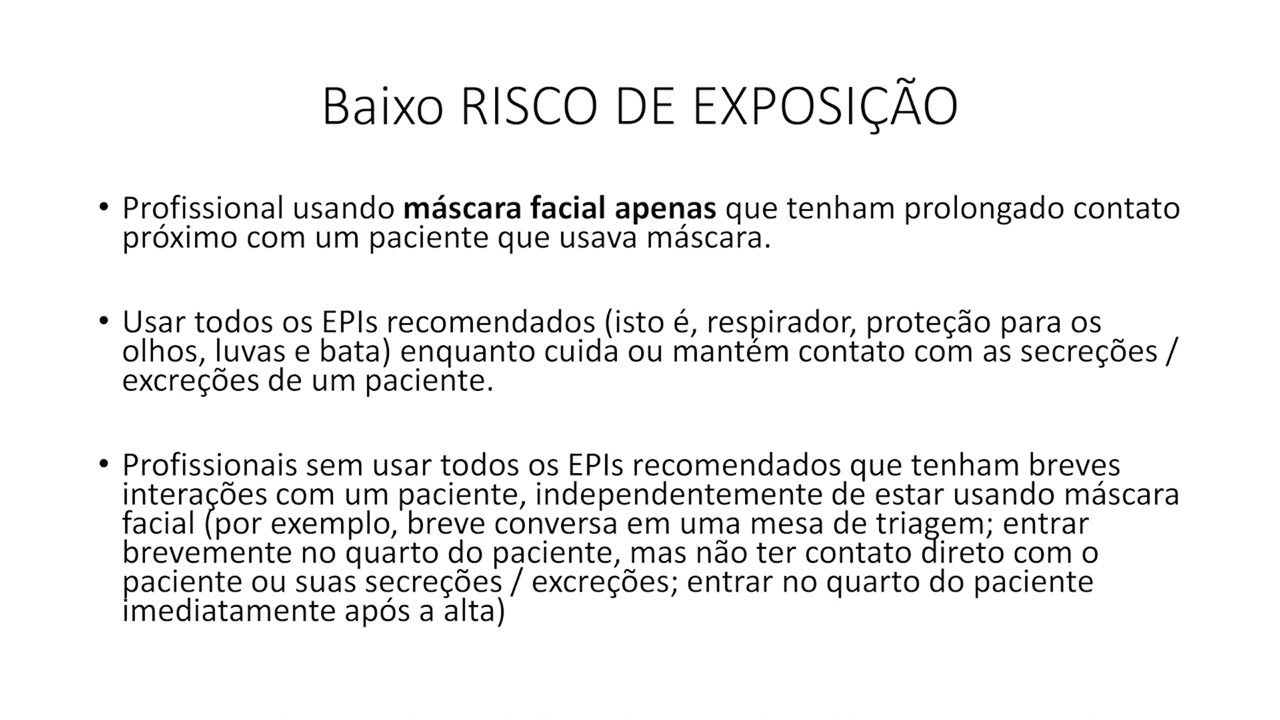 Baixo RISCO DE EXPOSIÇÃO
• Profissional usando máscara facial apenas que tenham prolongado contato
próximo com um paciente que usava máscara.
• Usar todos os EPIs recomendados (isto é, respirador, proteção para os
olhos, luvas e bata) enquanto cuida ou mantém contato com as secreções /
excreções de um paciente.
• Profissionais sem usar todos os EPIs recomendados que tenham breves
interações com um paciente, independentemente de estar usando máscara
facial (por exemplo, breve conversa em uma mesa de triagem; entrar
brevemente no quarto do paciente, mas não ter contato direto com o
paciente ou suas secreções / excreções; entrar no quarto do paciente
imediatamente após a alta)